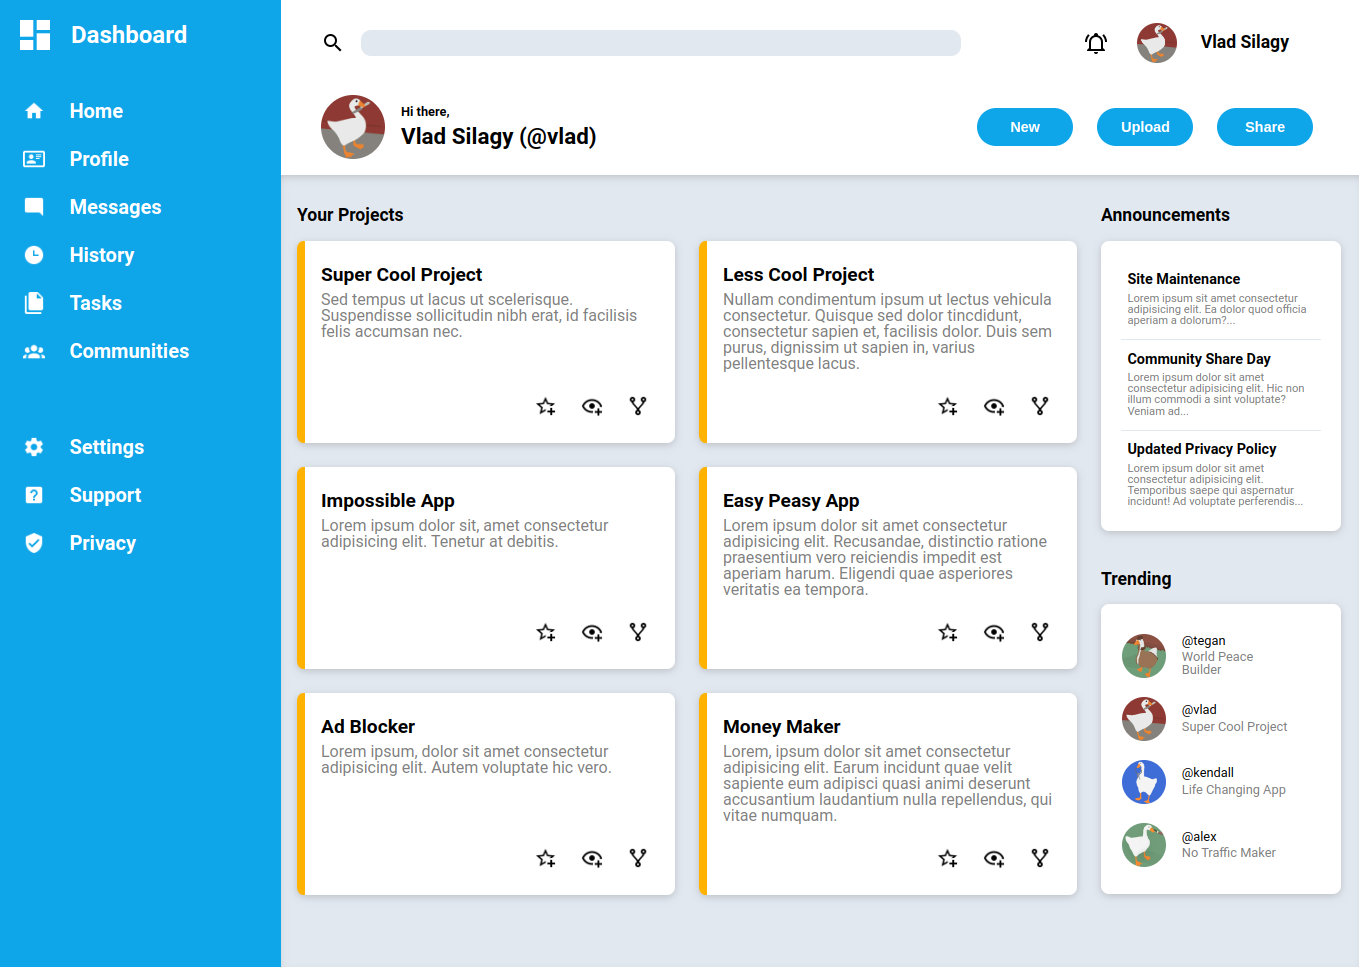 Dashboard
Home
Profile
Messages
History
Tasks
Communities
Settings
Support
Privacy
Vlad Silagy
Hi there,
Vlad Silagy (@vlad)
New
Upload
Share
Your Projects
Super Cool Project
Sed tempus ut lacus ut scelerisque.
Suspendisse sollicitudin nibh erat, id facilisis
felis accumsan nec.
Less Cool Project
Nullam condimentum ipsum ut lectus vehicula
consectetur. Quisque sed dolor tincdidunt,
consectetur sapien et, facilisis dolor. Duis sem
purus, dignissim ut sapien in, varius
pellentesque lacus.
Impossible App
Lorem ipsum dolor sit, amet consectetur
adipisicing elit. Tenetur at debitis.
Easy Peasy App
Lorem ipsum dolor sit amet consectetur
adipisicing elit. Recusandae, distinctio ratione
praesentium vero reiciendis impedit est
aperiam harum. Eligendi quae asperiores
veritatis ea tempora.
Ad Blocker
Lorem ipsum, dolor sit amet consectetur
adipisicing elit. Autem voluptate hic vero.
Money Maker
Lorem, ipsum dolor sit amet consectetur
adipisicing elit. Earum incidunt quae velit
sapiente eum adipisci quasi animi deserunt
accusantium laudantium nulla repellendus, qui
vitae numquam.
Announcements
Site Maintenance
Lorem ipsum sit amet consectetur
adipisicing elit. Ea dolor quod officia
aperiam a dolorum?...
Community Share Day
Lorem ipsum dolor sit amet
consectetur adipisicing elit. Hic non
illum commodi a sint voluptate?
Veniam ad...
Updated Privacy Policy
Lorem ipsum dolor sit amet
consectetur adipisicing elit.
Temporibus saepe qui aspernatur
incidunt! Ad voluptate perferendis...
Trending
@tegan
World Peace
Builder
@vlad
Super Cool Project
@kendall
Life Changing App
@alex
No Traffic Maker